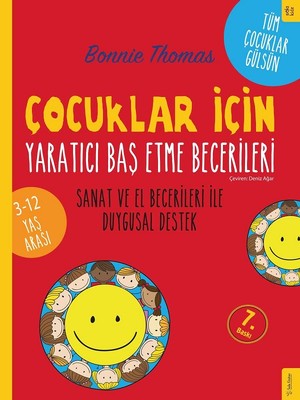 TÜM
ÇOCUKLAR
GÜLSÜN
Bonnie Thomas
ÇOCUKLAR İÇİN
YARATICI BAŞ ETME BECERİLERİ
Çeviren: Deniz Ağar
SANAT VE EL BECERİLERİ İLE
DUYGUSAL DESTEK
3-12
YAŞ
ARASI
7.
Baskı